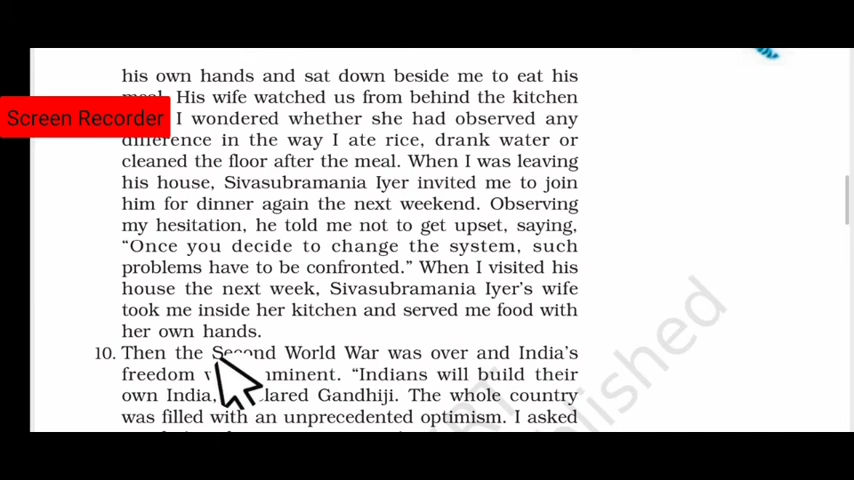 his own hands and sat down beside me to eat his
meal. His wife watched us from behind the kitchen
Screen Recorder
I wondered whether she had observed any
difference in the way I ate rice, drank water or
cleaned the floor after the meal. When I was leaving
his house, Sivasubramania Iyer invited me to join
him for dinner again the next weekend. Observing
my hesitation, he told me not to get upset, saying,
“Once you decide to change the system, such
problems have to be confronted.” When I visited his
house the next week, Sivasubramania Iyer’s wife
took me inside her kitchen and served me food with
her own hands.
10. Then the Second World War was over and India’s
freedom imminent. “Indians will build their
own India, declared Gandhiji. The whole country
was filled with an unprecedented optimism. I asked